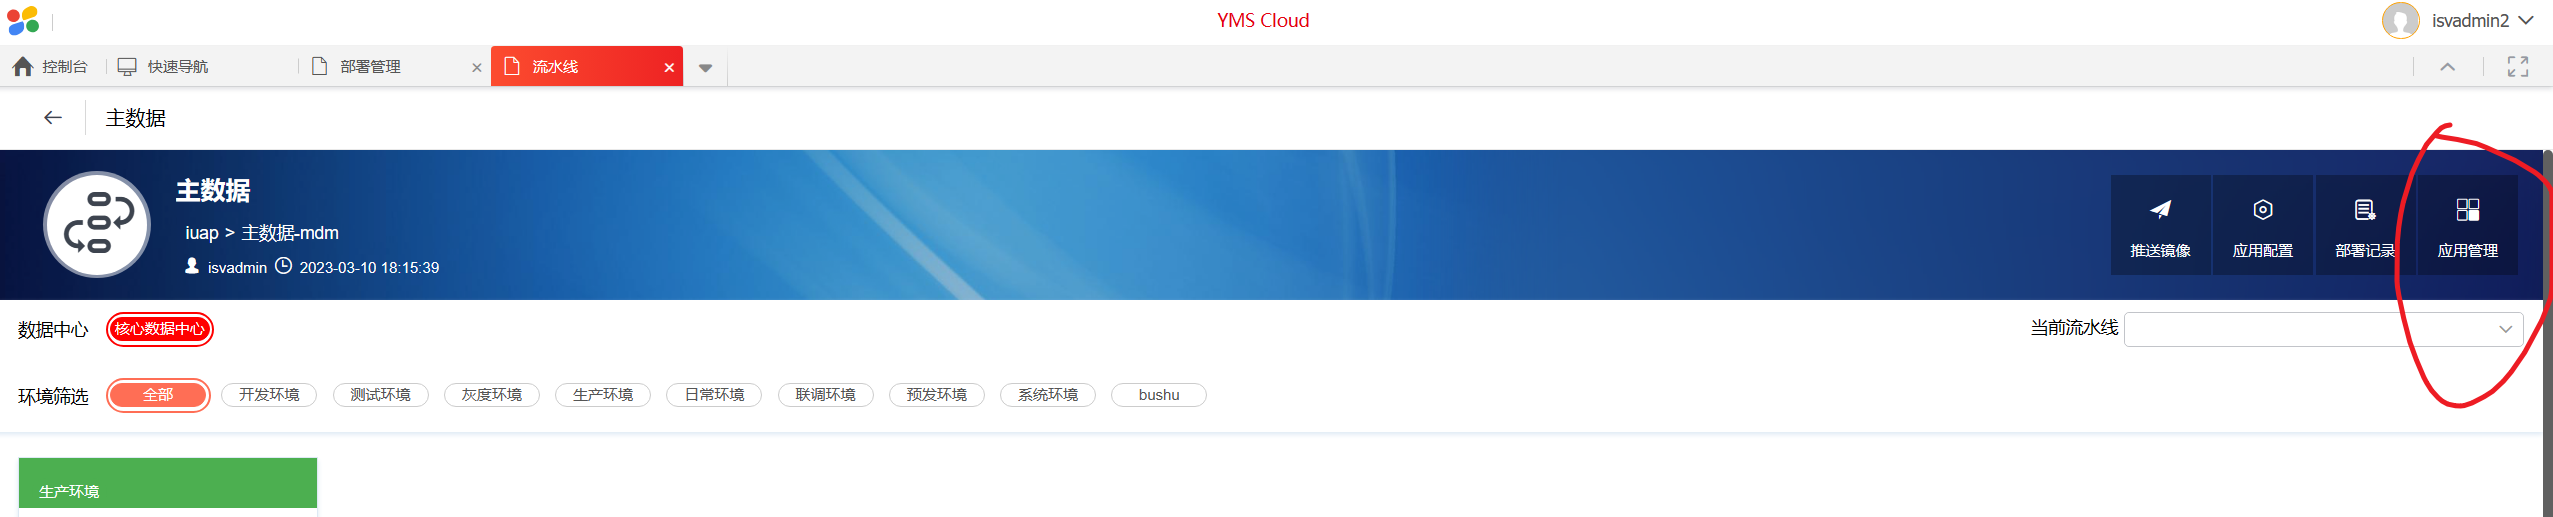 YMS Cloud
isvadmin2
控制台 快速导航 部署管理 流水线
主数据
主数据
iuap > 主数据-mdm
isvadmin 2023-03-10 18:15:39
推送镜像 应用配置 部署记录 应用管理
数据中心 核心数据中心 当前流水线
环境筛选 全部 开发环境 测试环境 灰度环境 生产环境 日常环境 联调环境 预发环境 系统环境 bushu
生产环境